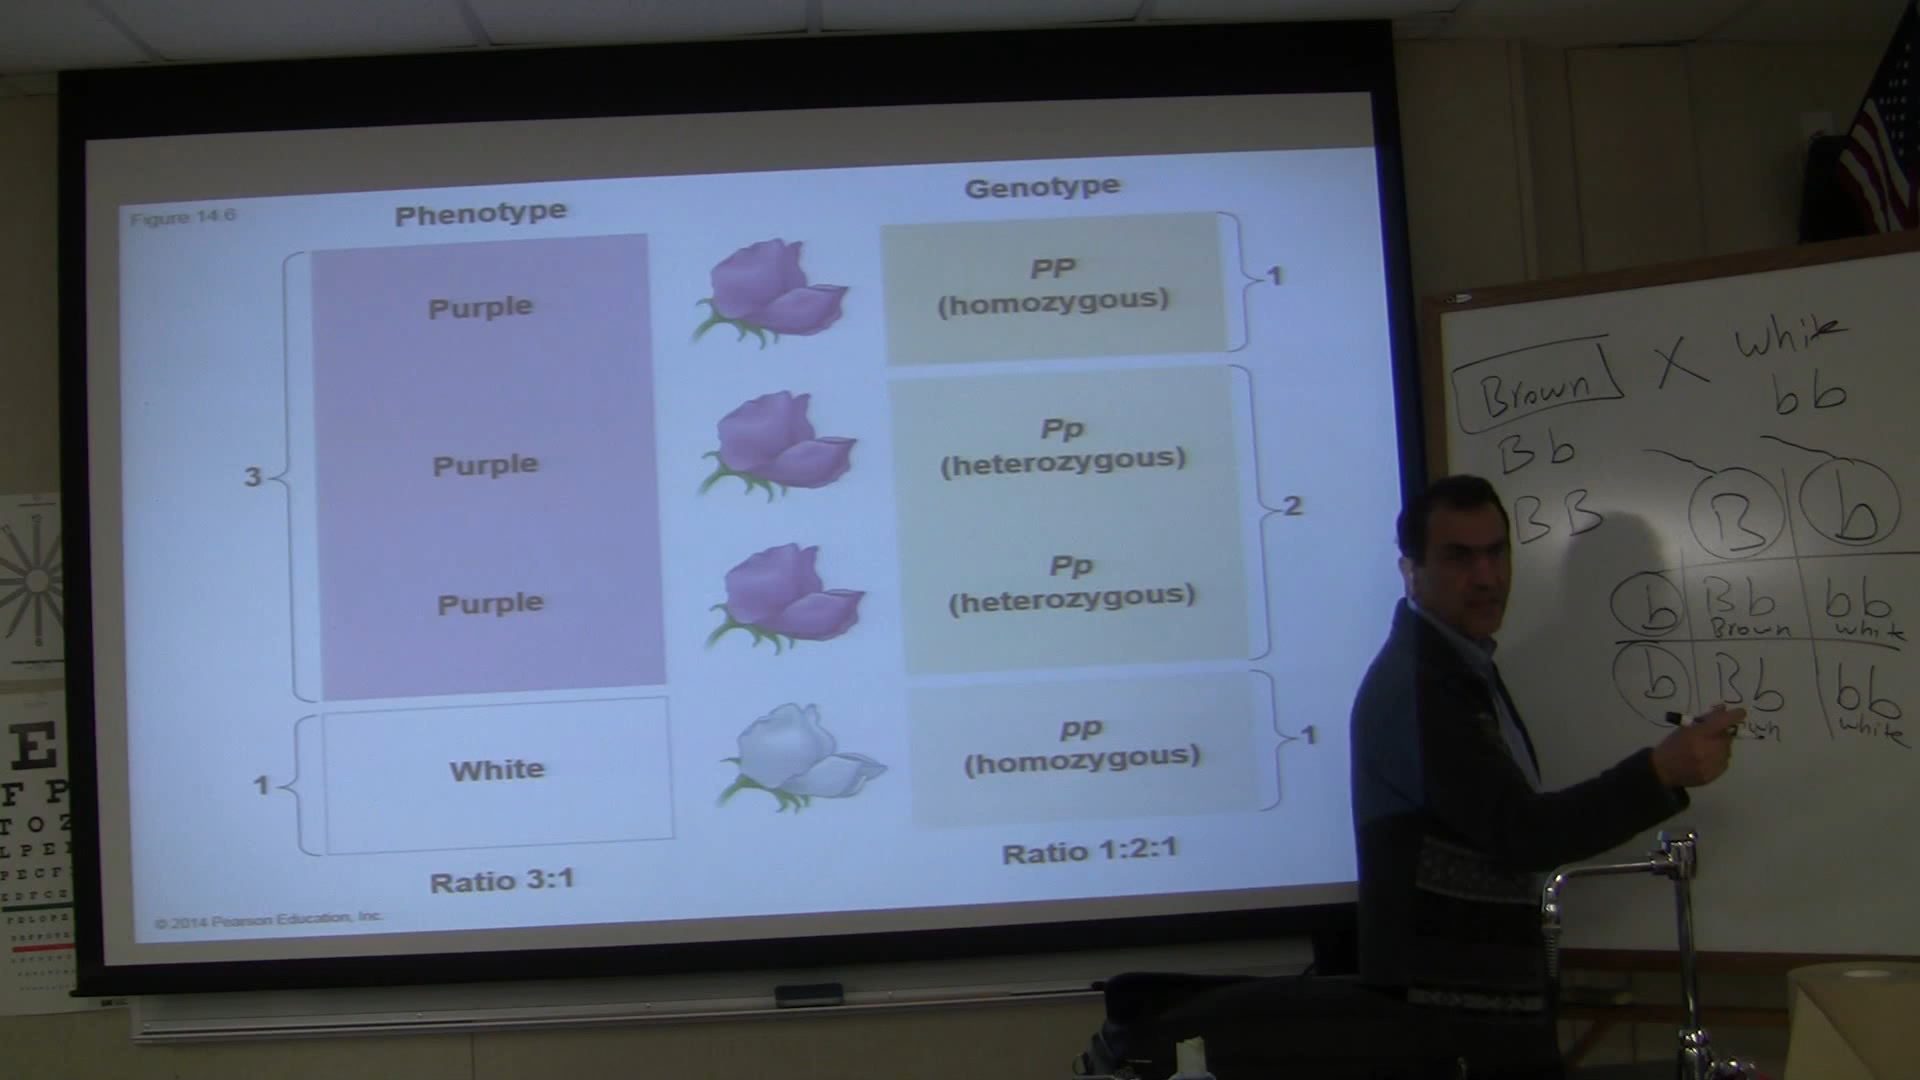 Figure 14.6
Phenotype
Genotype
Purple
PP
(homozygous)
1
Purple
Pp
(heterozygous)
3
2
Purple
Pp
(heterozygous)
White
pp
(homozygous)
1
1
Ratio 3:1
Ratio 1:2:1
© 2014 Pearson Education, Inc.
Brown X White
Bb bb
BB
B b
b Bb bb
Brown white
b Bb bb
white
E
F P
T O Z
L P E
P E C F